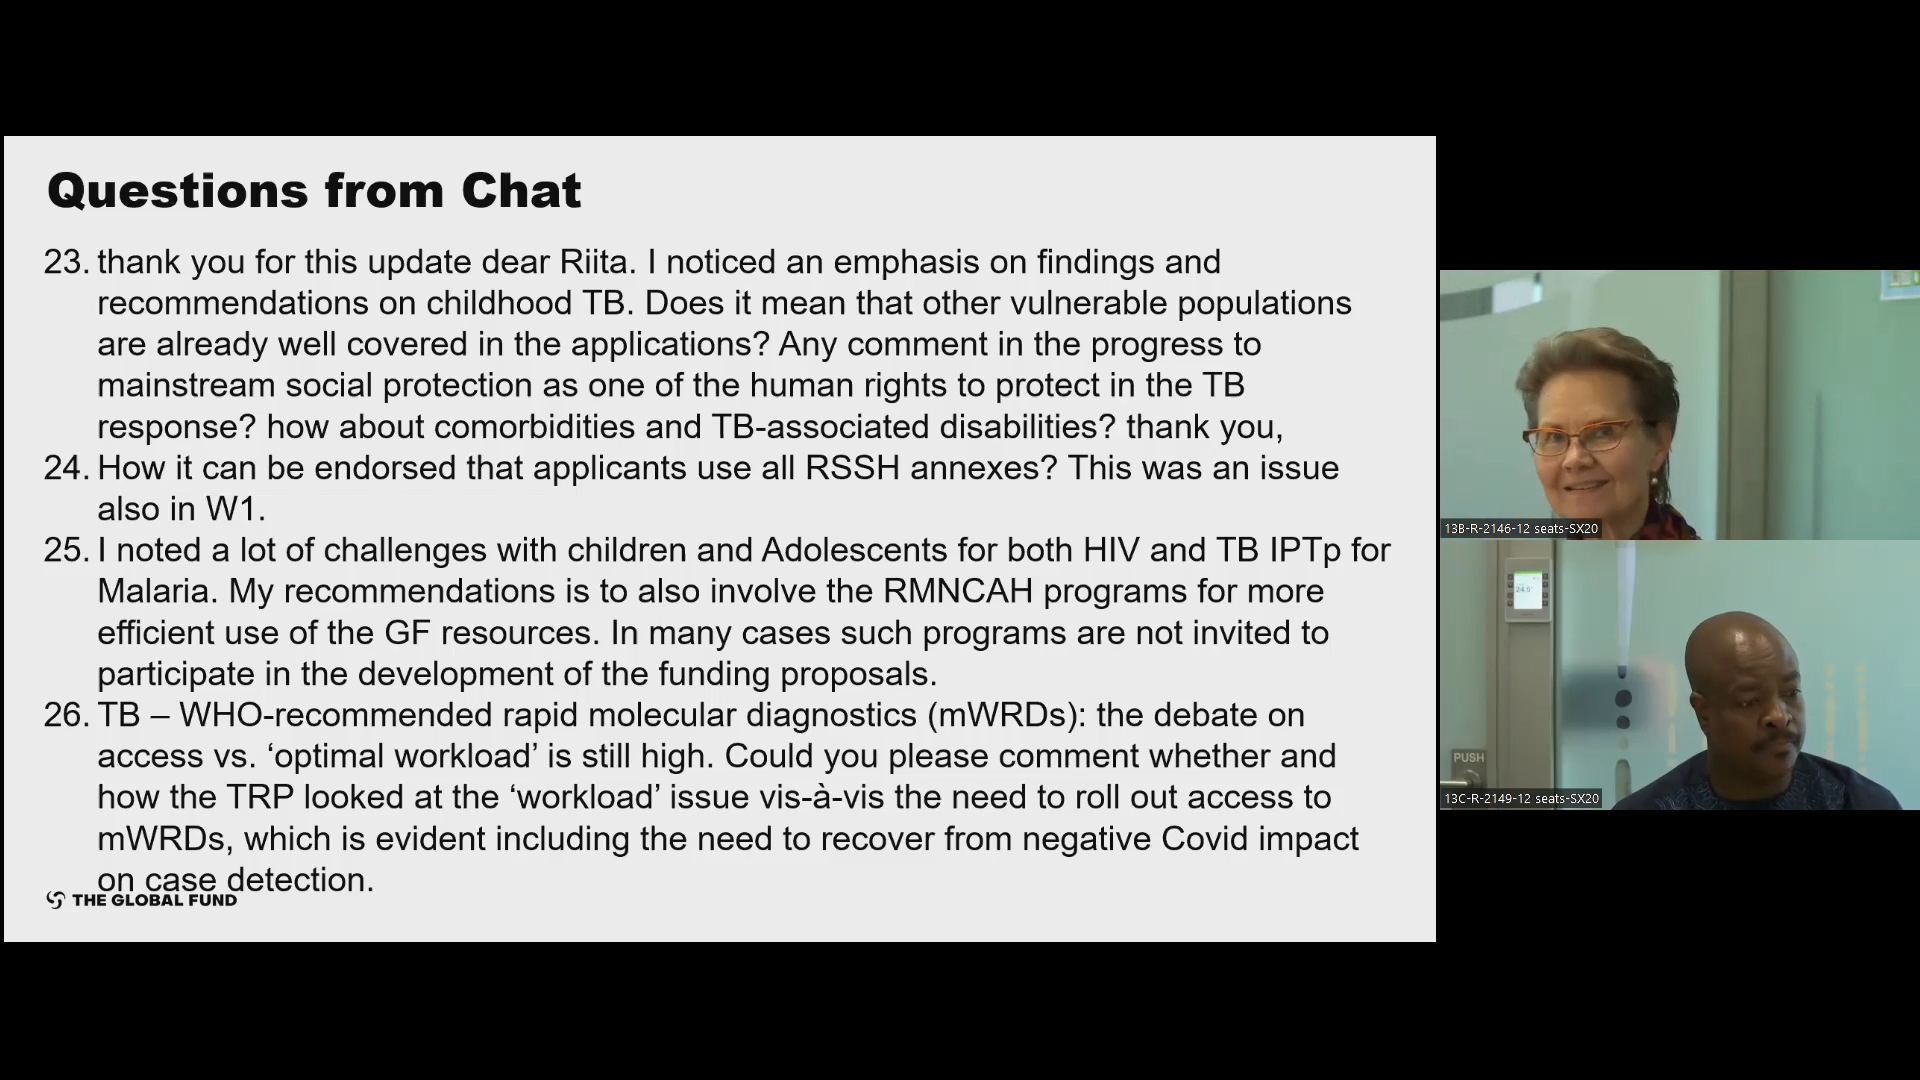 Questions from Chat
23. thank you for this update dear Riita. I noticed an emphasis on findings and
recommendations on childhood TB. Does it mean that other vulnerable populations
are already well covered in the applications? Any comment in the progress to
mainstream social protection as one of the human rights to protect in the TB
response? how about comorbidities and TB-associated disabilities? thank you,
24. How it can be endorsed that applicants use all RSSH annexes? This was an issue
also in W1.
25. I noted a lot of challenges with children and Adolescents for both HIV and TB IPTp for
Malaria. My recommendations is to also involve the RMNCAH programs for more
efficient use of the GF resources. In many cases such programs are not invited to
participate in the development of the funding proposals.
26. TB – WHO-recommended rapid molecular diagnostics (mWRDs): the debate on
access vs. ‘optimal workload’ is still high. Could you please comment whether and
how the TRP looked at the ‘workload’ issue vis-à-vis the need to roll out access to
mWRDs, which is evident including the need to recover from negative Covid impact
on case detection.
THE GLOBAL FUND
13B-R-2146-12 seats-SX20
PUSH
13C-R-2149-12 seats-SX20